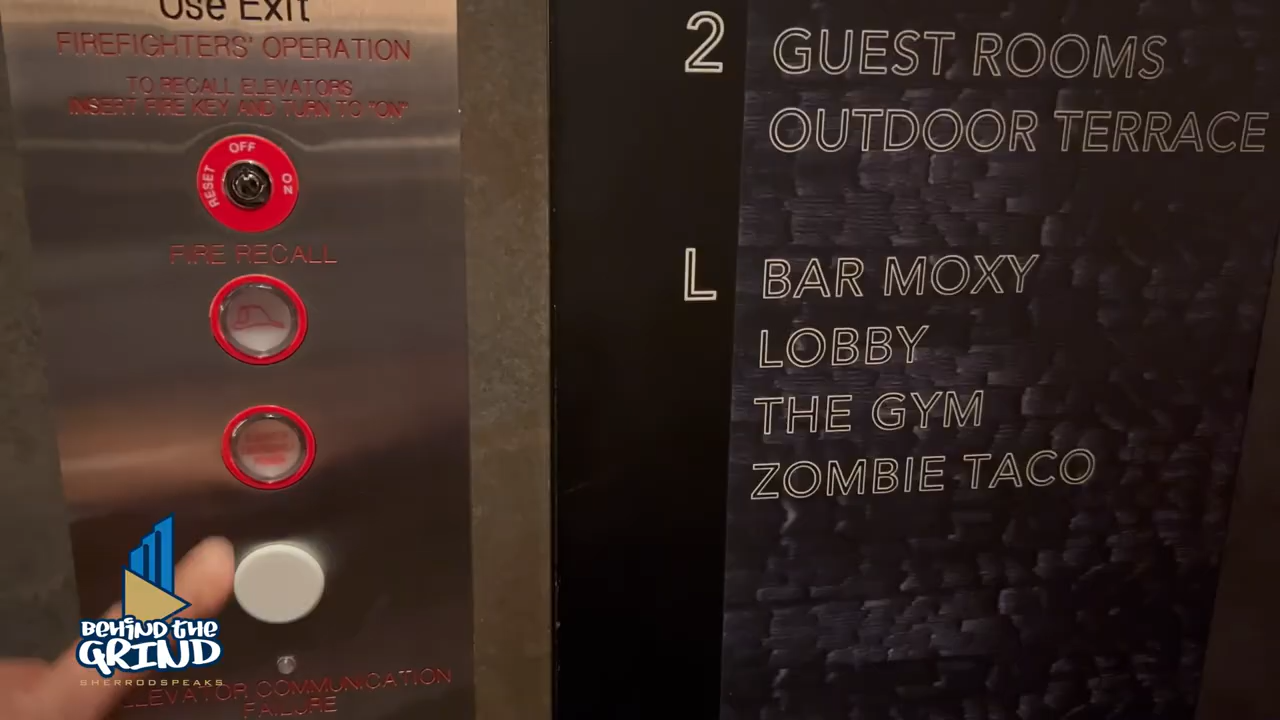 Use Exit
FIREFIGHTERS' OPERATION
TO RECALL ELEVATORS
INSERT FIRE KEY AND TURN TO "ON"
OFF
RESET
ON
FIRE RECALL
ELEVATOR COMMUNICATION
FAILURE
2 GUEST ROOMS
OUTDOOR TERRACE
L BAR MOXY
LOBBY
THE GYM
ZOMBIE TACO
BEHIND THE
GRIND
SHERRODSPEAKS